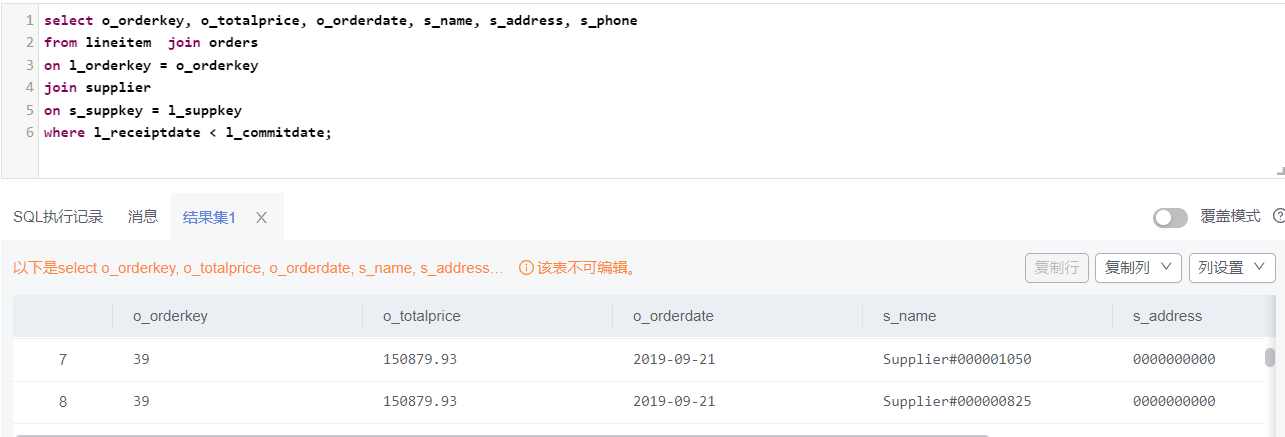 1 select o_orderkey, o_totalprice, o_orderdate, s_name, s_address, s_phone
2 from lineitem  join orders
3 on l_orderkey = o_orderkey
4 join supplier
5 on s_suppkey = l_suppkey
6 where l_receiptdate < l_commitdate;
SQL执行记录 消息 结果集1 覆盖模式
以下是select o_orderkey, o_totalprice, o_orderdate, s_name, s_address... 该表不可编辑。 复制行 复制列 列设置
o_orderkey o_totalprice o_orderdate s_name s_address
7 39 150879.93 2019-09-21 Supplier#000001050 0000000000
8 39 150879.93 2019-09-21 Supplier#000000825 0000000000